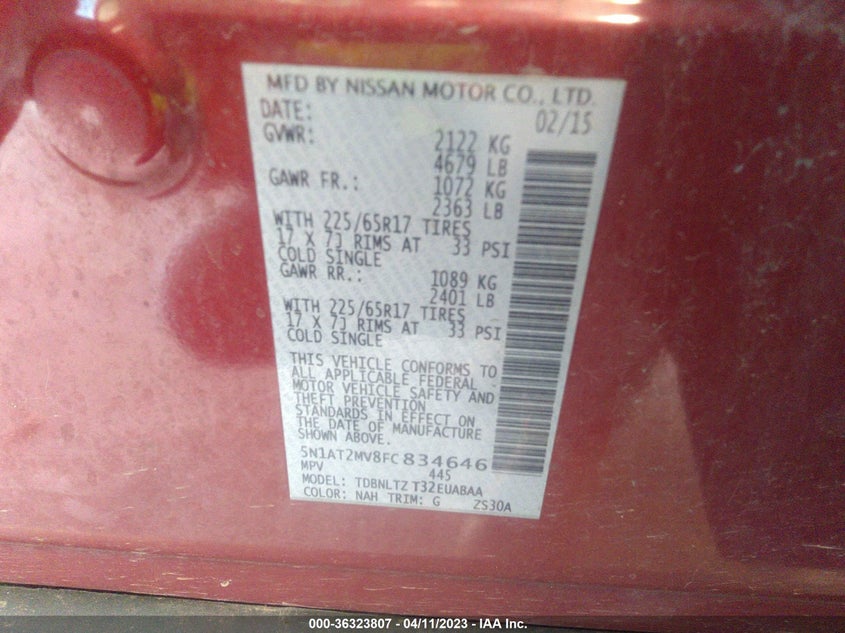 MFD BY NISSAN MOTOR CO., LTD.
DATE: 02/15
GVWR: 2122 KG
4679 LB
GAWR FR.: 1072 KG
2363 LB
WITH 225/65R17 TIRES
17 X 7J RIMS AT 33 PSI
COLD SINGLE
GAWR RR.: 1089 KG
2401 LB
WITH 225/65R17 TIRES
17 X 7J RIMS AT 33 PSI
COLD SINGLE
THIS VEHICLE CONFORMS TO
ALL APPLICABLE FEDERAL
MOTOR VEHICLE SAFETY AND
THEFT PREVENTION
STANDARDS IN EFFECT ON
THE DATE OF MANUFACTURE
SHOWN ABOVE.
5N1AT2MV8FC834646
MPV 445
MODEL: TDBNLTZ T32EUABAA
COLOR: NAH TRIM: G ZS30A
000-36323807 - 04/11/2023 - IAA Inc.